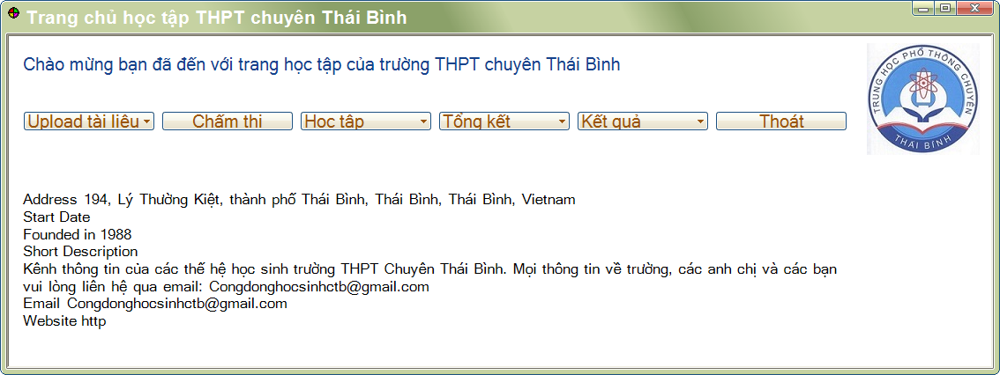 Trang chủ học tập THPT chuyên Thái Bình
Chào mừng bạn đã đến với trang học tập của trường THPT chuyên Thái Bình
TRUNG HỌC PHỔ THÔNG CHUYÊN
THÁI BÌNH
Upload tài liệu
Chấm thi
Học tập
Tổng kết
Kết quả
Thoát
Address 194, Lý Thường Kiệt, thành phố Thái Bình, Thái Bình, Thái Bình, Vietnam
Start Date
Founded in 1988
Short Description
Kênh thông tin của các thế hệ học sinh trường THPT Chuyên Thái Bình. Mọi thông tin về trường, các anh chị và các bạn
vui lòng liên hệ qua email: Congdonghocsinhctb@gmail.com
Email Congdonghocsinhctb@gmail.com
Website http